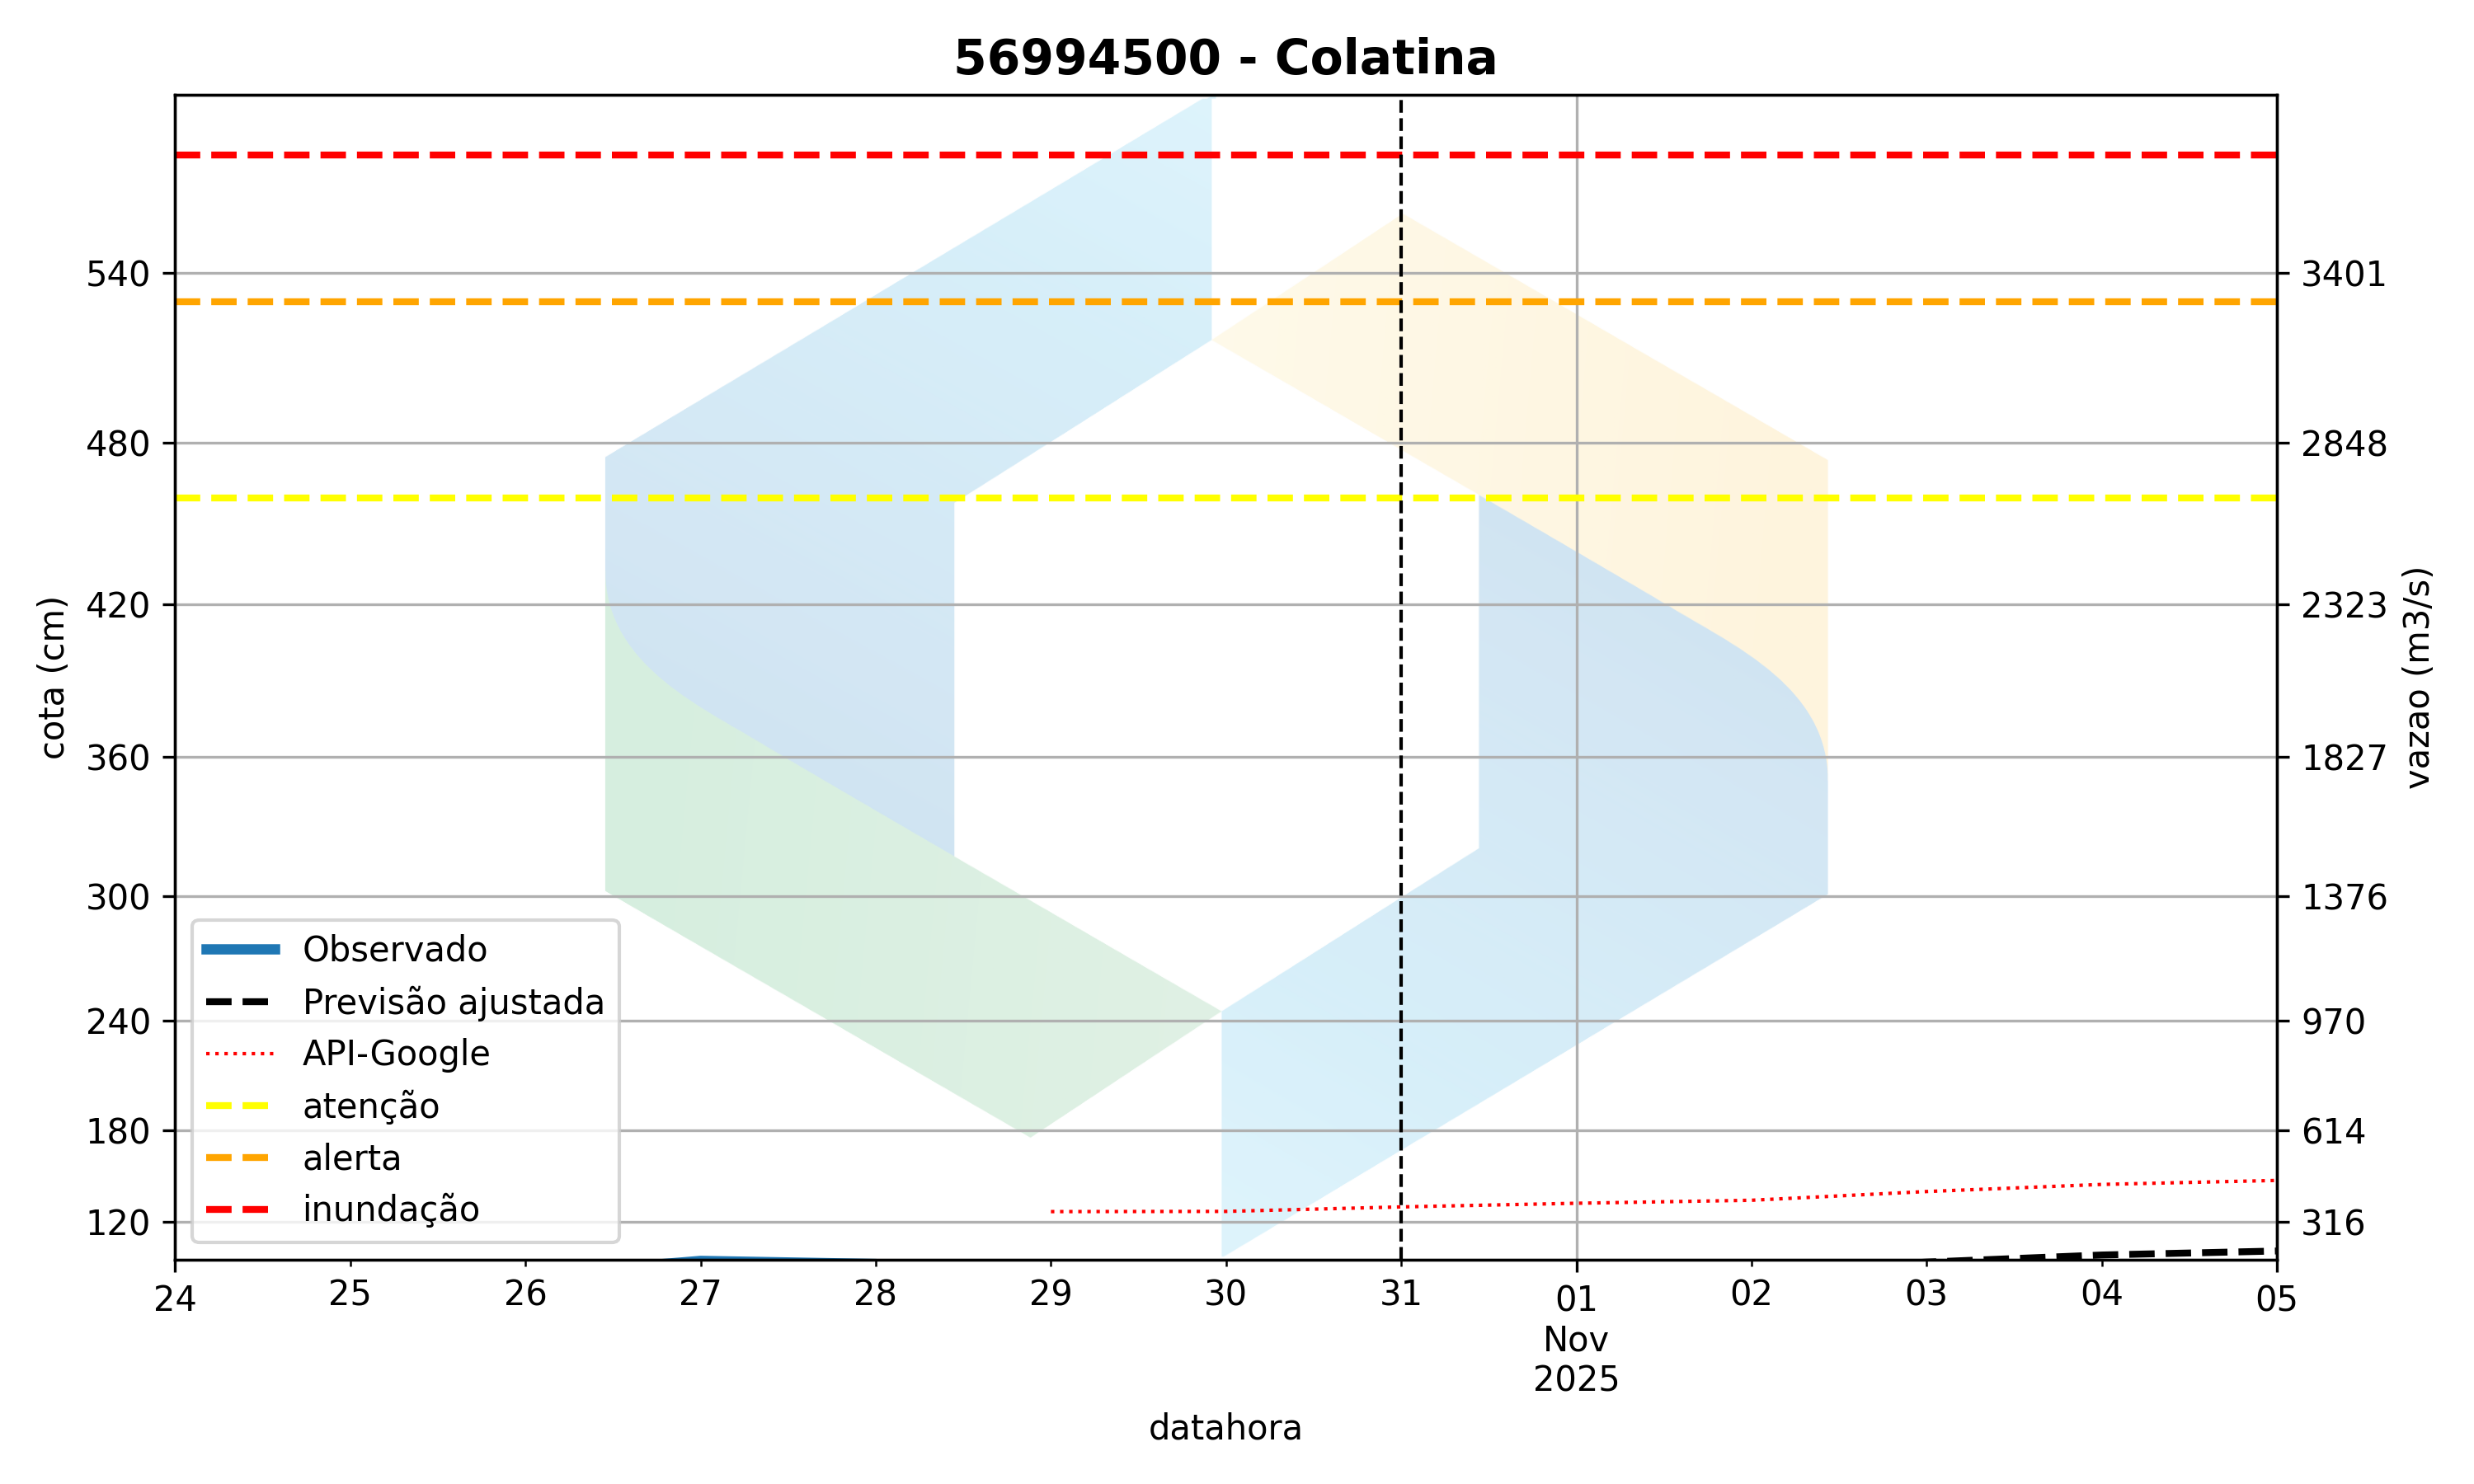 56994500 - Colatina
540
480
420
360
300
240
180
120
cota (cm)
3401
2848
2323
1827
1376
970
614
316
vazao (m3/s)
Observado
Previsão ajustada
API-Google
atenção
alerta
inundação
24 25 26 27 28 29 30 31 01 02 03 04 05
Nov
2025
datahora